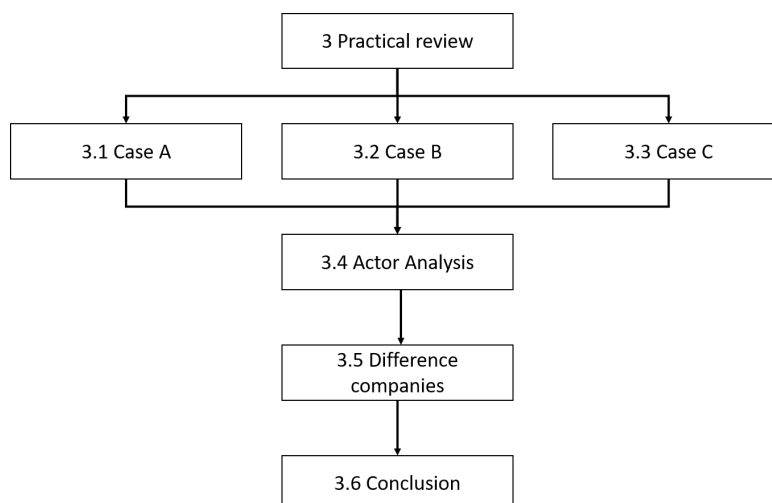 3 Practical review
3.1 Case A
3.2 Case B
3.3 Case C
3.4 Actor Analysis
3.5 Difference
companies
3.6 Conclusion